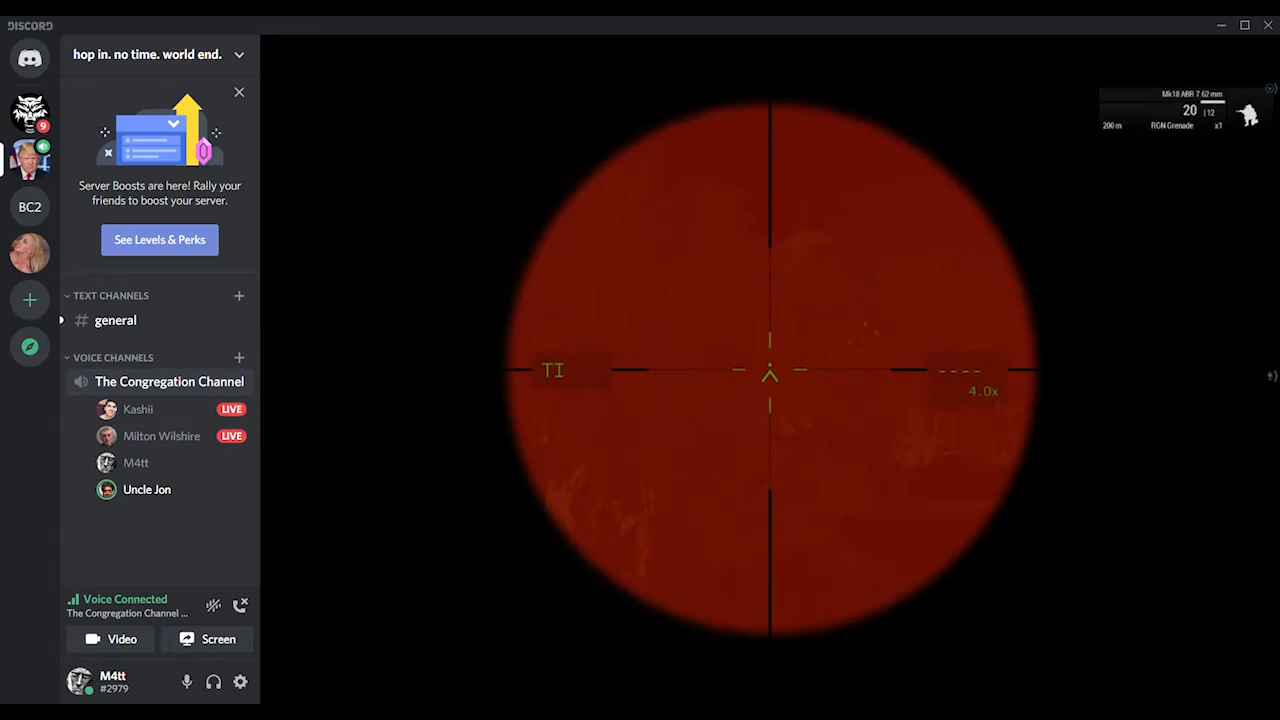 DISCORD
hop in. no time. world end.
9
BC2
Server Boosts are here! Rally your
friends to boost your server.
See Levels & Perks
TEXT CHANNELS
# general
VOICE CHANNELS
The Congregation Channel
Kashii LIVE
Milton Wilshire LIVE
M4tt
Uncle Jon
Voice Connected
The Congregation Channel ...
Video Screen
M4tt
#2979
TI
4.0x
Mk18 ABR 7.62 mm
20 |12
200 m RGN Grenade x1